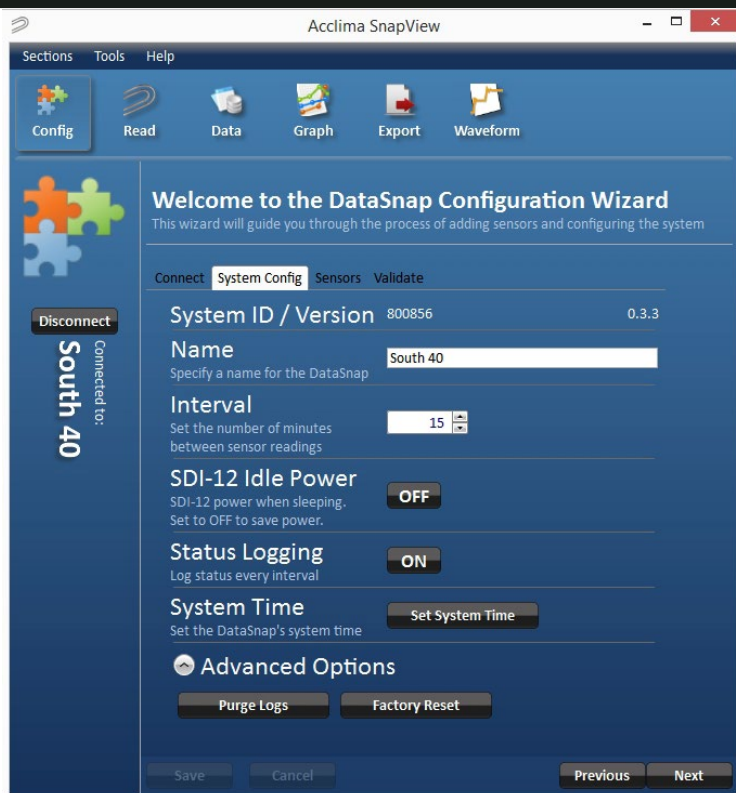 Acclima SnapView
Sections Tools Help
Config Read Data Graph Export Waveform
Welcome to the DataSnap Configuration Wizard
This wizard will guide you through the process of adding sensors and configuring the system
Connect System Config Sensors Validate
Disconnect
Connected to:
South 40
System ID / Version 800856 0.3.3
Name
Specify a name for the DataSnap
South 40
Interval
Set the number of minutes
between sensor readings
15
SDI-12 Idle Power
SDI-12 power when sleeping.
Set to OFF to save power.
OFF
Status Logging
Log status every interval
ON
System Time
Set the DataSnap's system time
Set System Time
Advanced Options
Purge Logs Factory Reset
Save Cancel Previous Next